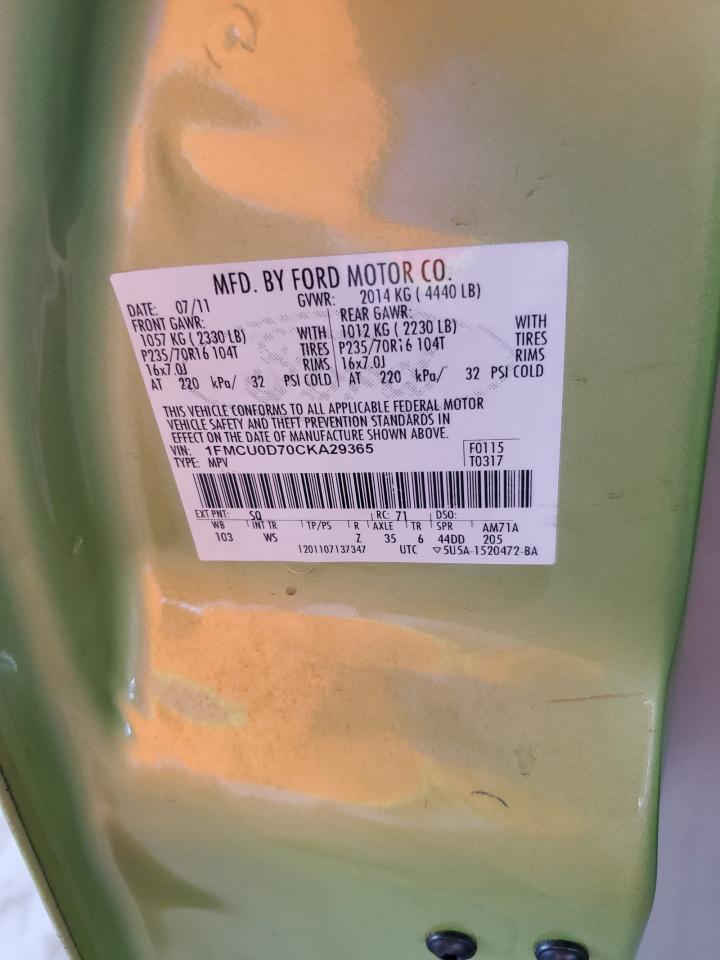 MFD. BY FORD MOTOR CO.
DATE: 07/11 GVWR: 2014 KG ( 4440 LB)
FRONT GAWR: REAR GAWR:
1057 KG ( 2330 LB) WITH 1012 KG ( 2230 LB) WITH
P235/70R16 104T TIRES P235/70R16 104T TIRES
16x7.0J RIMS 16x7.0J RIMS
AT 220 kPa/ 32 PSI COLD AT 220 kPa/ 32 PSI COLD
THIS VEHICLE CONFORMS TO ALL APPLICABLE FEDERAL MOTOR
VEHICLE SAFETY AND THEFT PREVENTION STANDARDS IN
EFFECT ON THE DATE OF MANUFACTURE SHOWN ABOVE.
VIN: 1FMCU0D70CKA29365 F0115
TYPE: MPV T0317
EXT PNT: SQ RC: 71 DSO:
WB INT TR TP/PS R AXLE TR SPR AM71A
103 WS Z 35 6 44DD 205
1201107137347 UTC ▽5U5A-1520472-BA